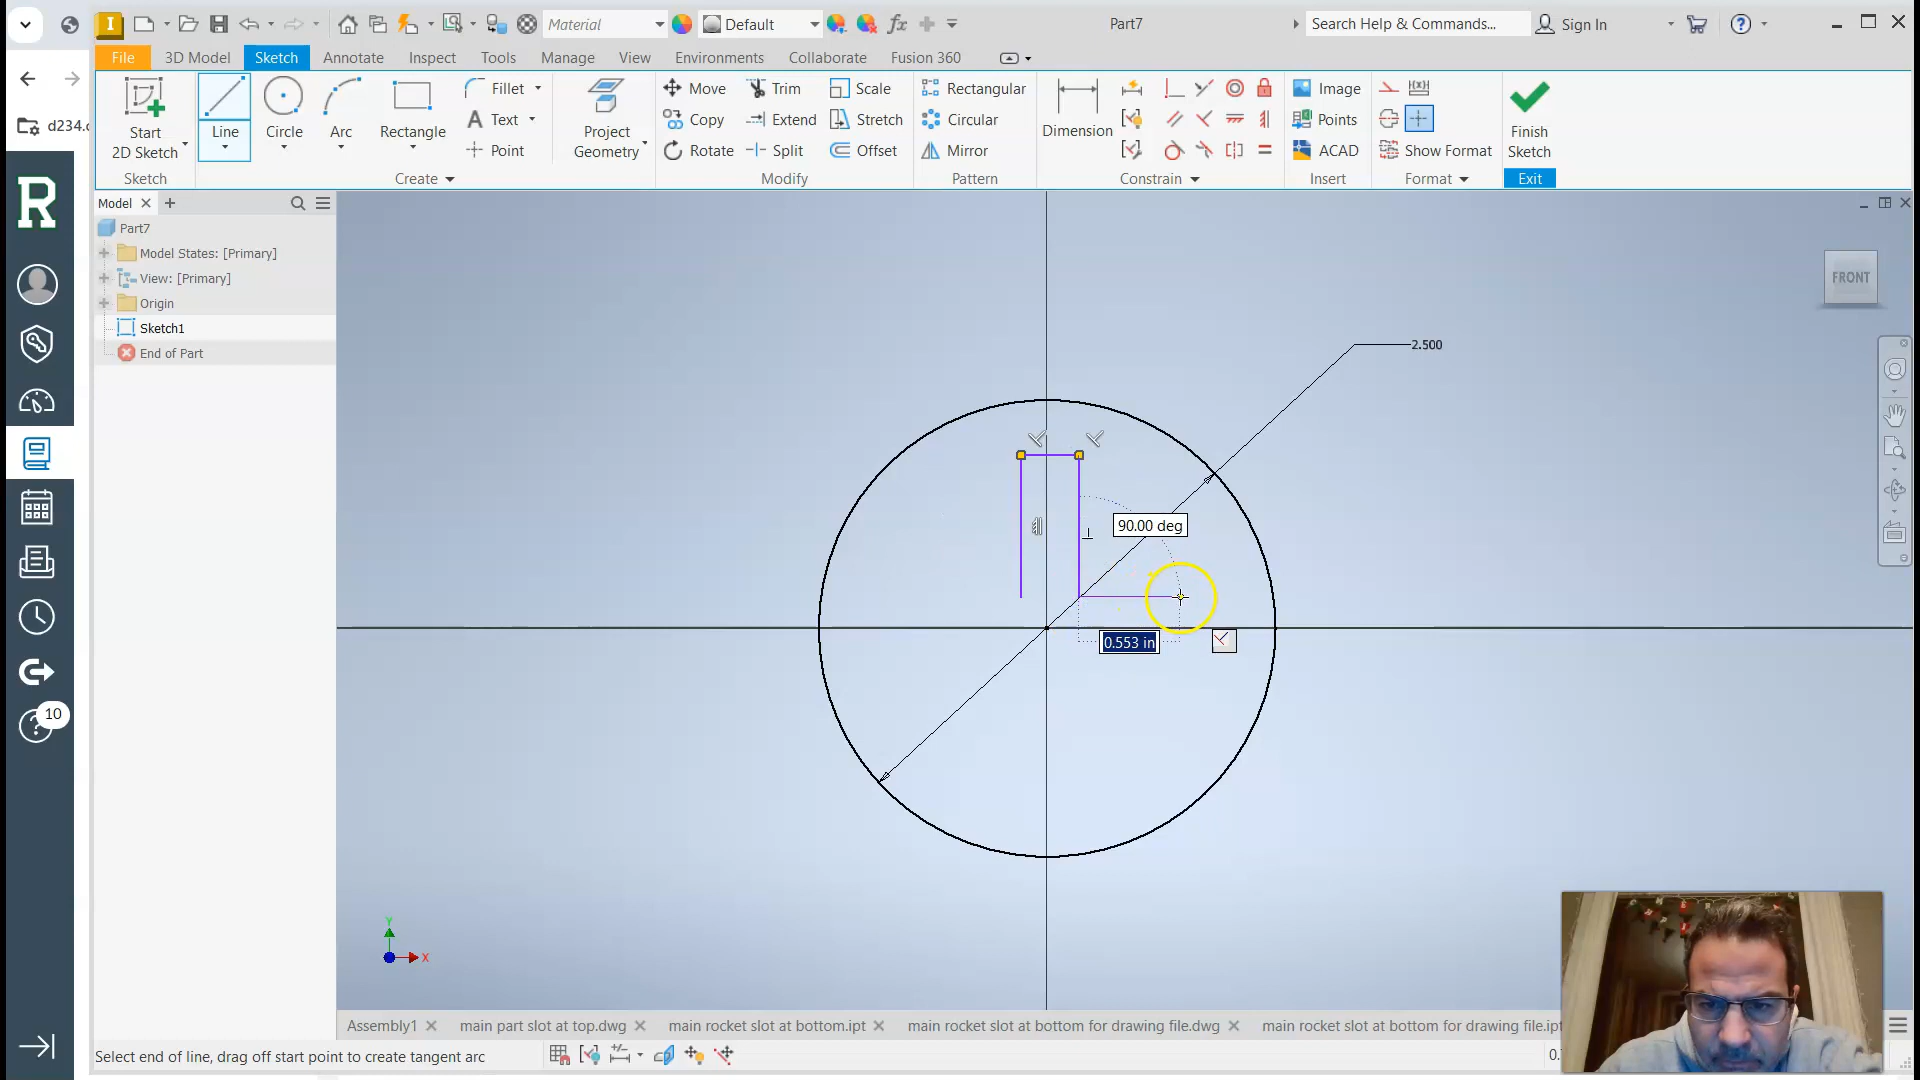 Material
Default
Part7
Search Help & Commands...
Sign In
File
3D Model
Sketch
Annotate
Inspect
Tools
Manage
View
Environments
Collaborate
Fusion 360
Start
2D Sketch
Line
Circle
Arc
Rectangle
Fillet
Text
Point
Project
Geometry
Move
Copy
Rotate
Trim
Extend
Split
Scale
Stretch
Offset
Rectangular
Circular
Mirror
Dimension
Image
Points
ACAD
Show Format
Finish
Sketch
Sketch
Create
Modify
Pattern
Constrain
Insert
Format
Exit
d234.
R
Model
Part7
Model States: [Primary]
View: [Primary]
Origin
Sketch1
End of Part
FRONT
2.500
90.00 deg
0.553 in
10
Y
X
Assembly1
main part slot at top.dwg
main rocket slot at bottom.ipt
main rocket slot at bottom for drawing file.dwg
main rocket slot at bottom for drawing file.ipt
Select end of line, drag off start point to create tangent arc